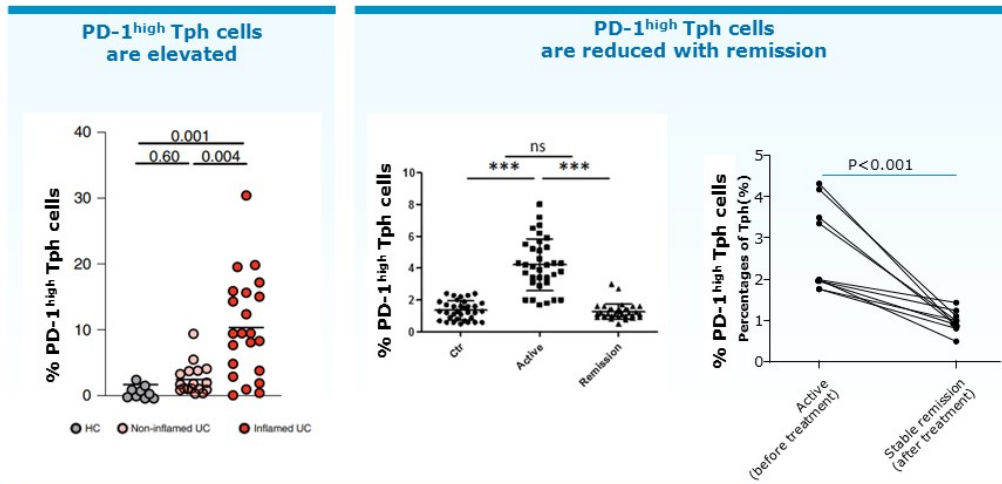 PD-1high Tph cells
are elevated
% PD-1high Tph cells
40
30
20
10
0
0.001
0.60
0.004
HC
Non-inflamed UC
Inflamed UC
PD-1high Tph cells
are reduced with remission
% PD-1high Tph cells
10
8
6
4
2
0
ns
***
***
Ctr
Active
Remission
% PD-1high Tph cells
Percentages of Tph(%)
5
4
3
2
1
0
P<0.001
Active
(before treatment)
Stable remission
(after treatment)